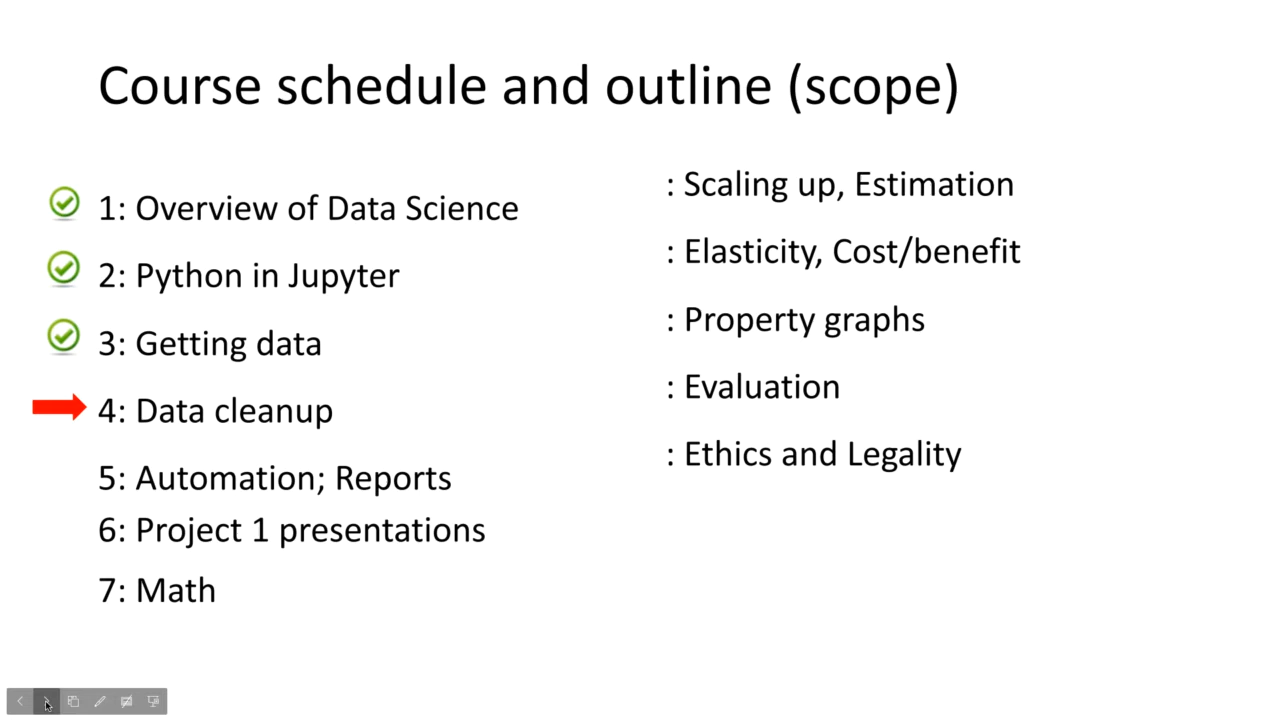 Course schedule and outline (scope)
1: Overview of Data Science
2: Python in Jupyter
3: Getting data
4: Data cleanup
5: Automation; Reports
6: Project 1 presentations
7: Math
: Scaling up, Estimation
: Elasticity, Cost/benefit
: Property graphs
: Evaluation
: Ethics and Legality